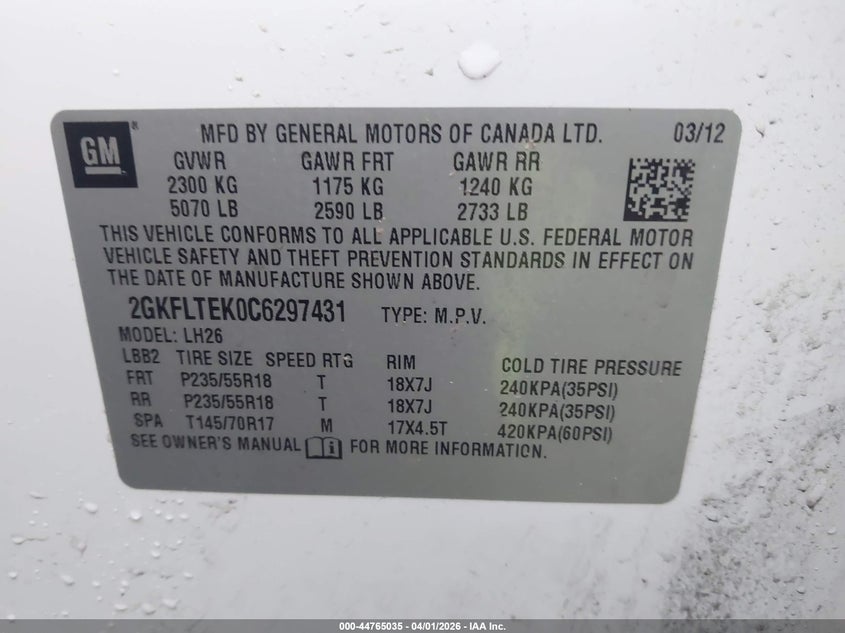 GM ®
MFD BY GENERAL MOTORS OF CANADA LTD. 03/12
GVWR GAWR FRT GAWR RR
2300 KG 1175 KG 1240 KG
5070 LB 2590 LB 2733 LB
THIS VEHICLE CONFORMS TO ALL APPLICABLE U.S. FEDERAL MOTOR
VEHICLE SAFETY AND THEFT PREVENTION STANDARDS IN EFFECT ON
THE DATE OF MANUFACTURE SHOWN ABOVE.
2GKFLTEK0C6297431 TYPE: M.P.V.
MODEL: LH26
LBB2 TIRE SIZE SPEED RTG RIM COLD TIRE PRESSURE
FRT P235/55R18 T 18X7J 240KPA(35PSI)
RR P235/55R18 T 18X7J 240KPA(35PSI)
SPA T145/70R17 M 17X4.5T 420KPA(60PSI)
SEE OWNER'S MANUAL FOR MORE INFORMATION.
000-44765035 - 04/01/2026 - IAA Inc.